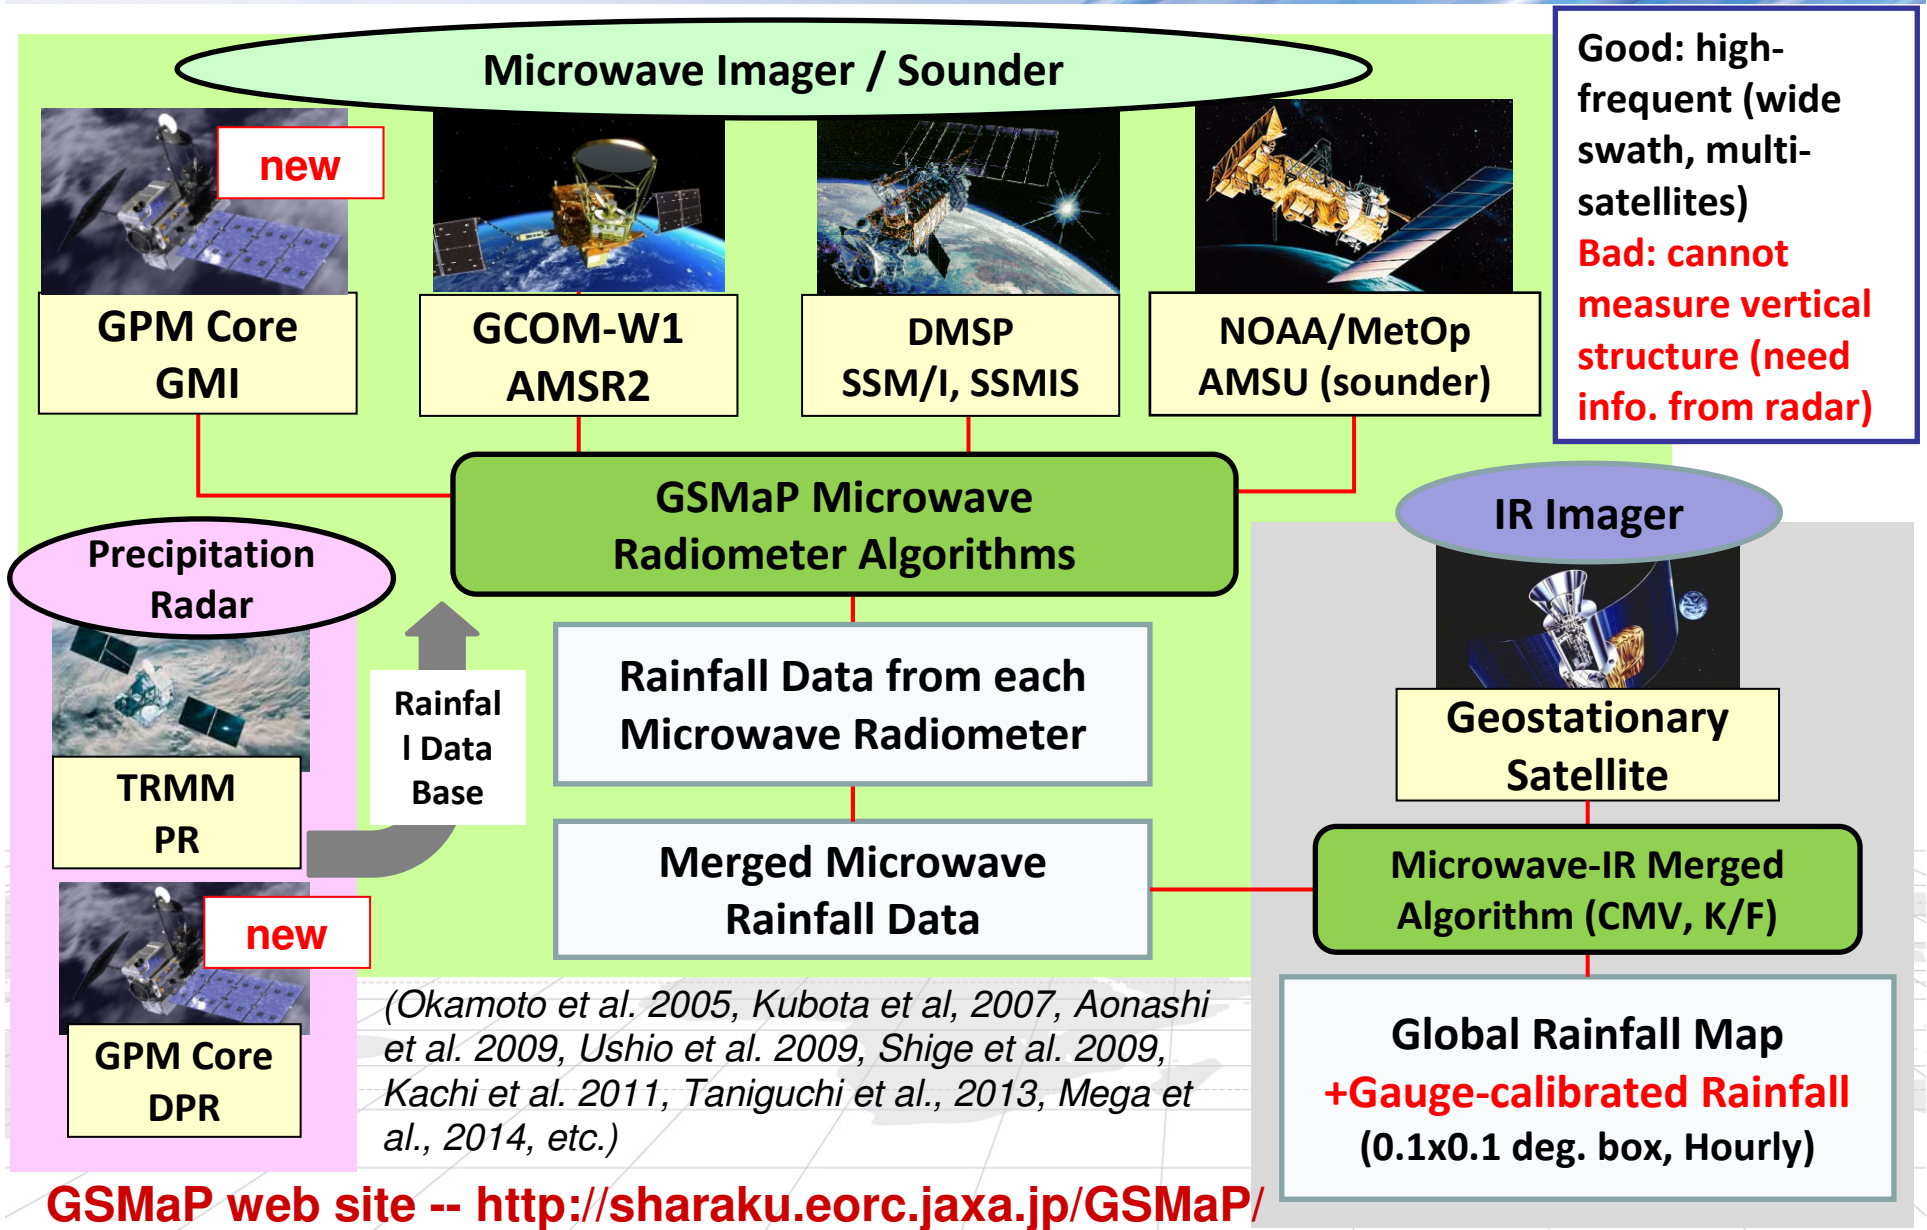 Microwave Imager / Sounder
Good: high-
frequent (wide
swath, multi-
satellites)
Bad: cannot
measure vertical
structure (need
info. from radar)
new
GPM Core
GMI
GCOM-W1
AMSR2
DMSP
SSM/I, SSMIS
NOAA/MetOp
AMSU (sounder)
GSMaP Microwave
Radiometer Algorithms
IR Imager
Precipitation
Radar
TRMM
PR
Rainfal
l Data
Base
Rainfall Data from each
Microwave Radiometer
Geostationary
Satellite
Merged Microwave
Rainfall Data
Microwave-IR Merged
Algorithm (CMV, K/F)
new
GPM Core
DPR
(Okamoto et al. 2005, Kubota et al, 2007, Aonashi
et al. 2009, Ushio et al. 2009, Shige et al. 2009,
Kachi et al. 2011, Taniguchi et al., 2013, Mega et
al., 2014, etc.)
Global Rainfall Map
+Gauge-calibrated Rainfall
(0.1x0.1 deg. box, Hourly)
GSMaP web site -- http://sharaku.eorc.jaxa.jp/GSMaP/